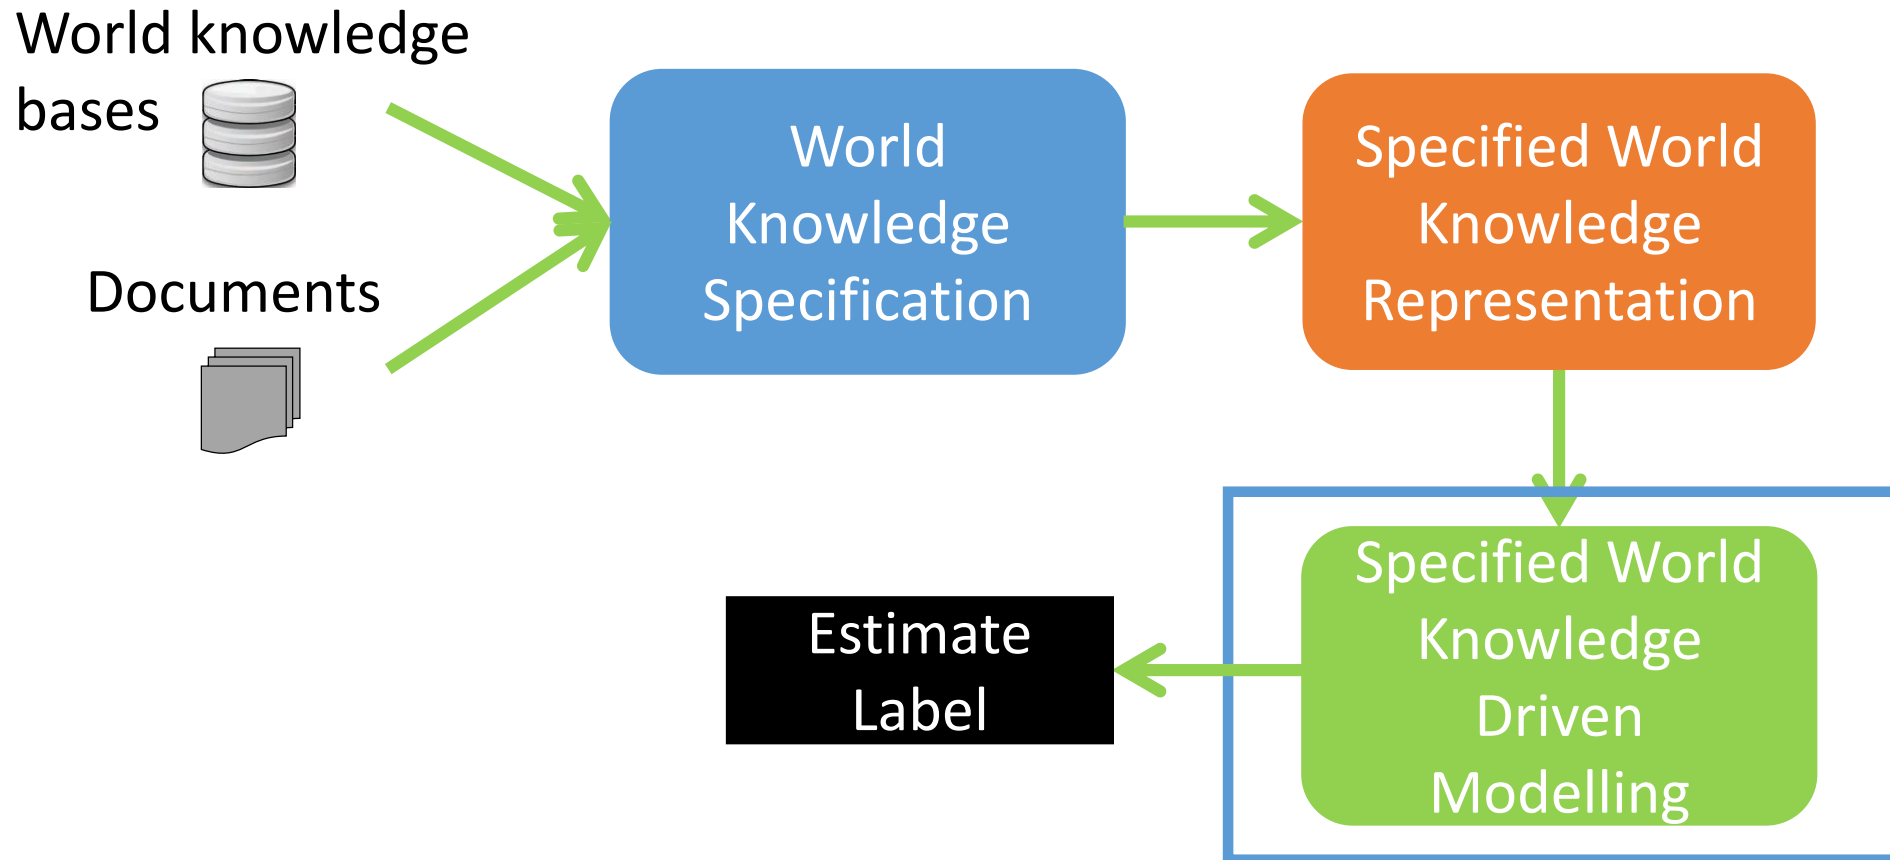 World knowledge
bases
Documents
World
Knowledge
Specification
Specified World
Knowledge
Representation
Specified World
Knowledge
Driven
Modelling
Estimate
Label